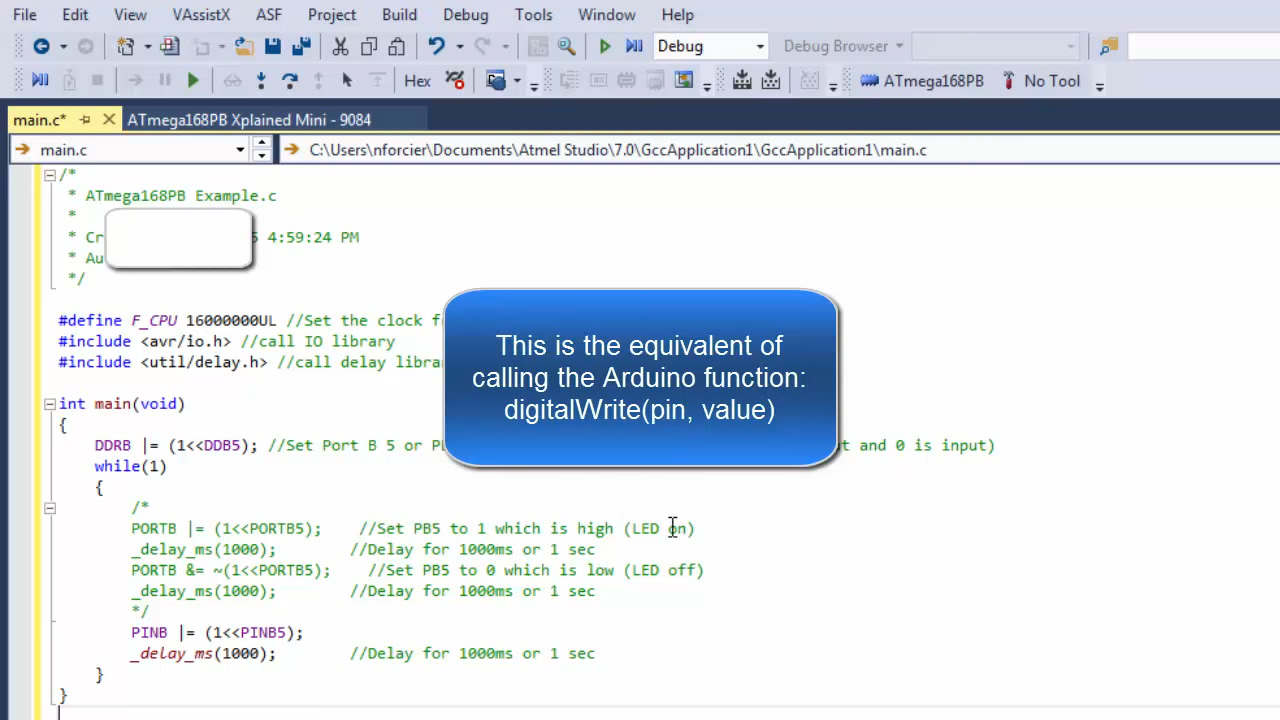 File Edit View VAssistX ASF Project Build Debug Tools Window Help
Debug Debug Browser
Hex ATmega168PB No Tool
main.c* ATmega168PB Xplained Mini - 9084
main.c C:\Users\nforcier\Documents\Atmel Studio\7.0\GccApplication1\GccApplication1\main.c
/*
* ATmega168PB Example.c
*
* Cr 5 4:59:24 PM
* Au
*/
#define F_CPU 16000000UL //Set the clock f
#include <avr/io.h> //call IO library
#include <util/delay.h> //call delay libra
This is the equivalent of
calling the Arduino function:
digitalWrite(pin, value)
int main(void)
{
DDRB |= (1<<DDB5); //Set Port B 5 or P t and 0 is input)
while(1)
{
/*
PORTB |= (1<<PORTB5); //Set PB5 to 1 which is high (LED on)
_delay_ms(1000); //Delay for 1000ms or 1 sec
PORTB &= ~(1<<PORTB5); //Set PB5 to 0 which is low (LED off)
_delay_ms(1000); //Delay for 1000ms or 1 sec
*/
PINB |= (1<<PINB5);
_delay_ms(1000); //Delay for 1000ms or 1 sec
}
}